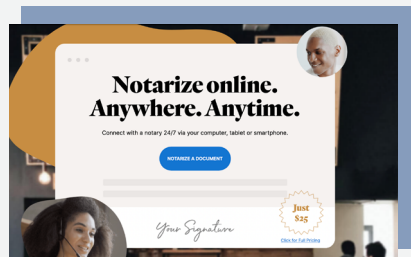 Notarize online.
Anywhere. Anytime.
Connect with a notary 24/7 via your computer, tablet or smartphone.
NOTARIZE A DOCUMENT
Just
$25
Your Signature
Click for Full Pricing